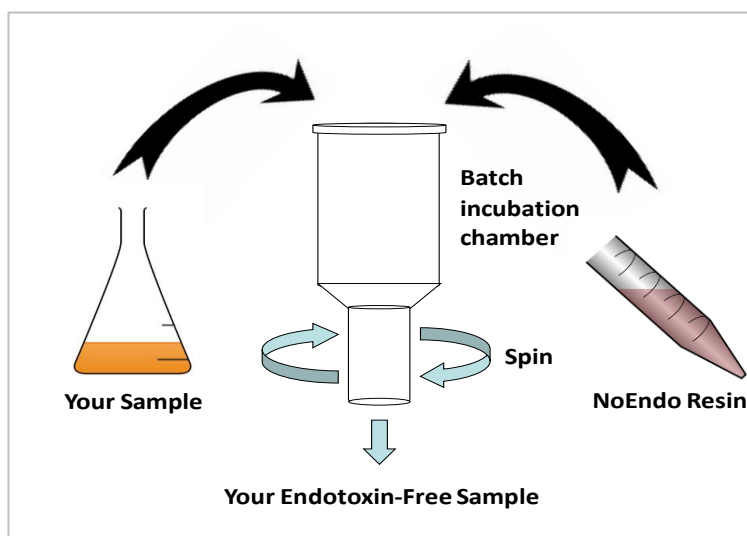 Batch
incubation
chamber
Spin
Your Sample
NoEndo Resin
Your Endotoxin-Free Sample